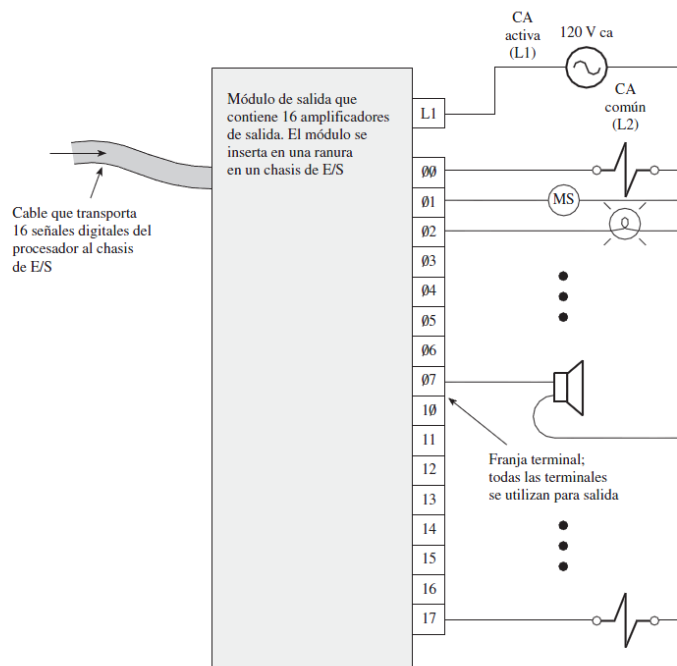 CA
activa
(L1)
120 V ca
CA
común
(L2)
Módulo de salida que
contiene 16 amplificadores
de salida. El módulo se
inserta en una ranura
en un chasis de E/S
L1
Cable que transporta
16 señales digitales del
procesador al chasis
de E/S
ØØ
Ø1
MS
Ø2
Ø3
Ø4
Ø5
Ø6
Ø7
1Ø
11
12
13
14
15
16
17
Franja terminal;
todas las terminales
se utilizan para salida